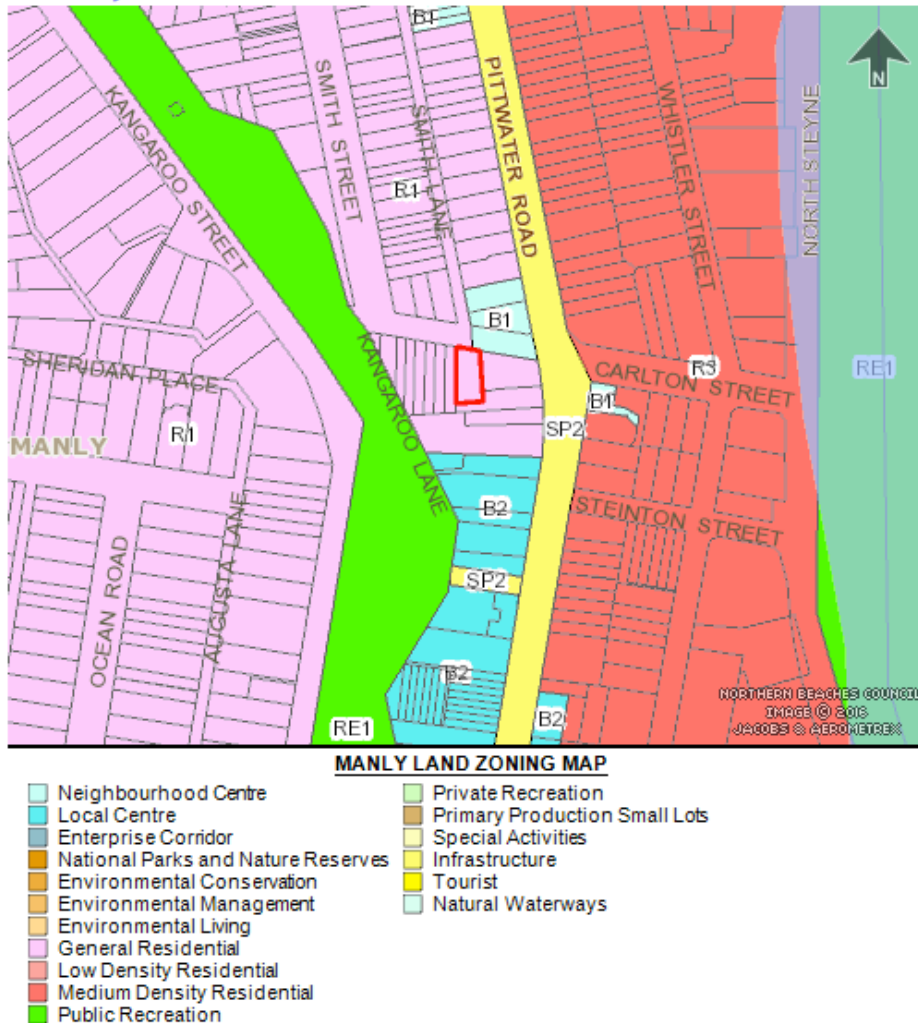 B1
KANGAROO STREET
SMITH STREET
SMITH LANE
PITTWATER ROAD
WHISTLER STREET
NORTH STEYNE
N
R1
B1
SHERIDAN PLACE
KANGAROO LANE
R3
CARLTON STREET
RE1
B1
R1
SP2
MANLY
B2
STEINTON STREET
OCEAN ROAD
AUGUSTA LANE
SP2
B2
RE1
B2
NORTHERN BEACHES COUNCIL
IMAGE © 2016
JACOBS & AEROMETREX
MANLY LAND ZONING MAP
Neighbourhood Centre
Local Centre
Enterprise Corridor
National Parks and Nature Reserves
Environmental Conservation
Environmental Management
Environmental Living
General Residential
Low Density Residential
Medium Density Residential
Public Recreation
Private Recreation
Primary Production Small Lots
Special Activities
Infrastructure
Tourist
Natural Waterways